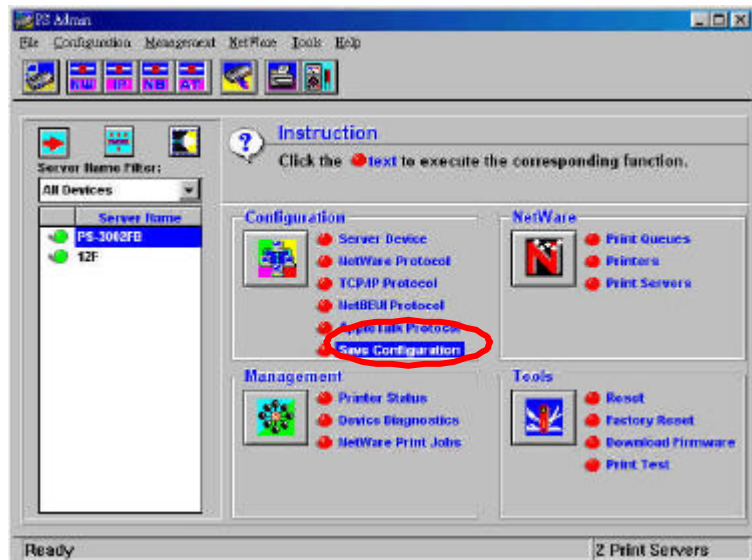 PS Admin
File Configuration Management NetWare Tools Help
NW IP NB AT
Server Name Filter:
All Devices
Server Name
PS-3062FB
12F
Instruction
Click the text to execute the corresponding function.
Configuration
Server Device
NetWare Protocol
TCP/IP Protocol
NetBEUI Protocol
AppleTalk Protocol
Save Configuration
NetWare
Print Queues
Printers
Print Servers
Management
Printer Status
Device Diagnostics
NetWare Print Jobs
Tools
Reset
Factory Reset
Download Firmware
Print Test
Ready
2 Print Servers